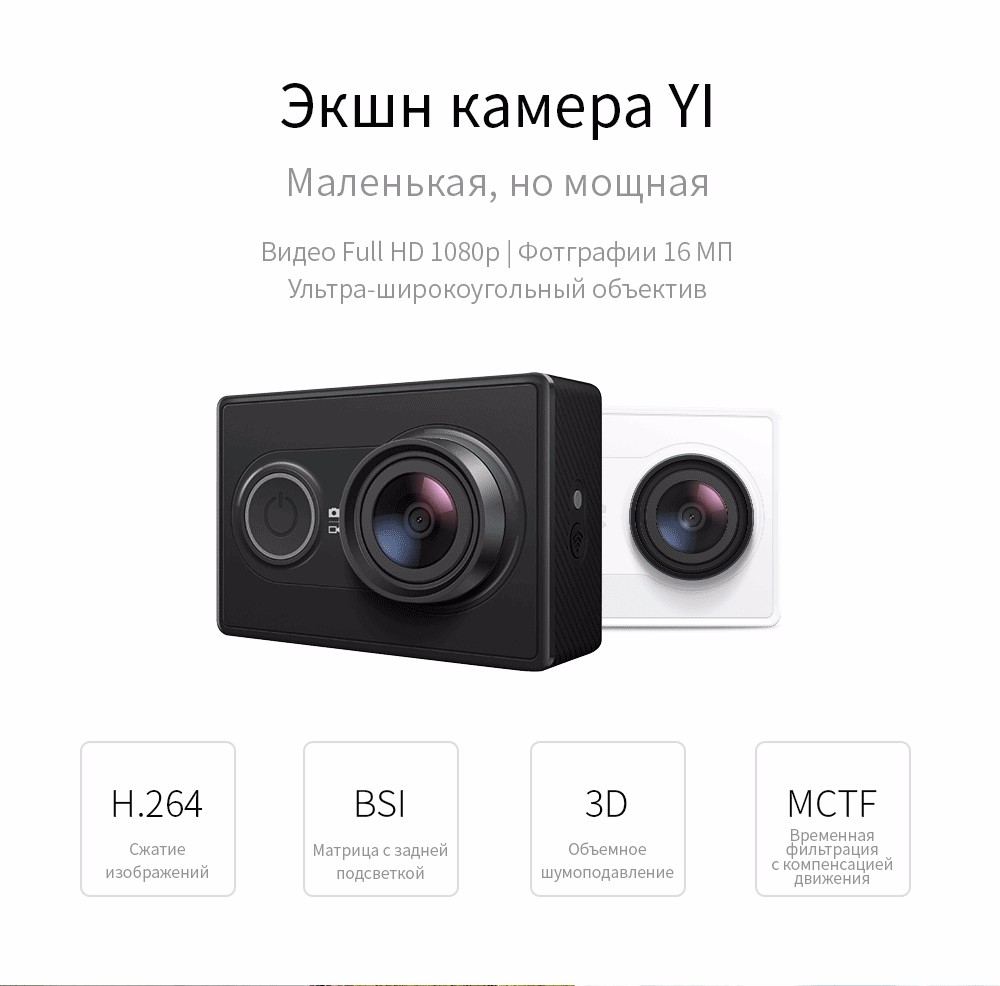 Экшн камера YI
Маленькая, но мощная
Видео Full HD 1080p | Фотграфии 16 МП
Ультра-широкоугольный объектив
H.264
Сжатие
изображений
BSI
Матрица с задней
подсветкой
3D
Объемное
шумоподавление
MCTF
Временная
фильтрация
с компенсацией
движения